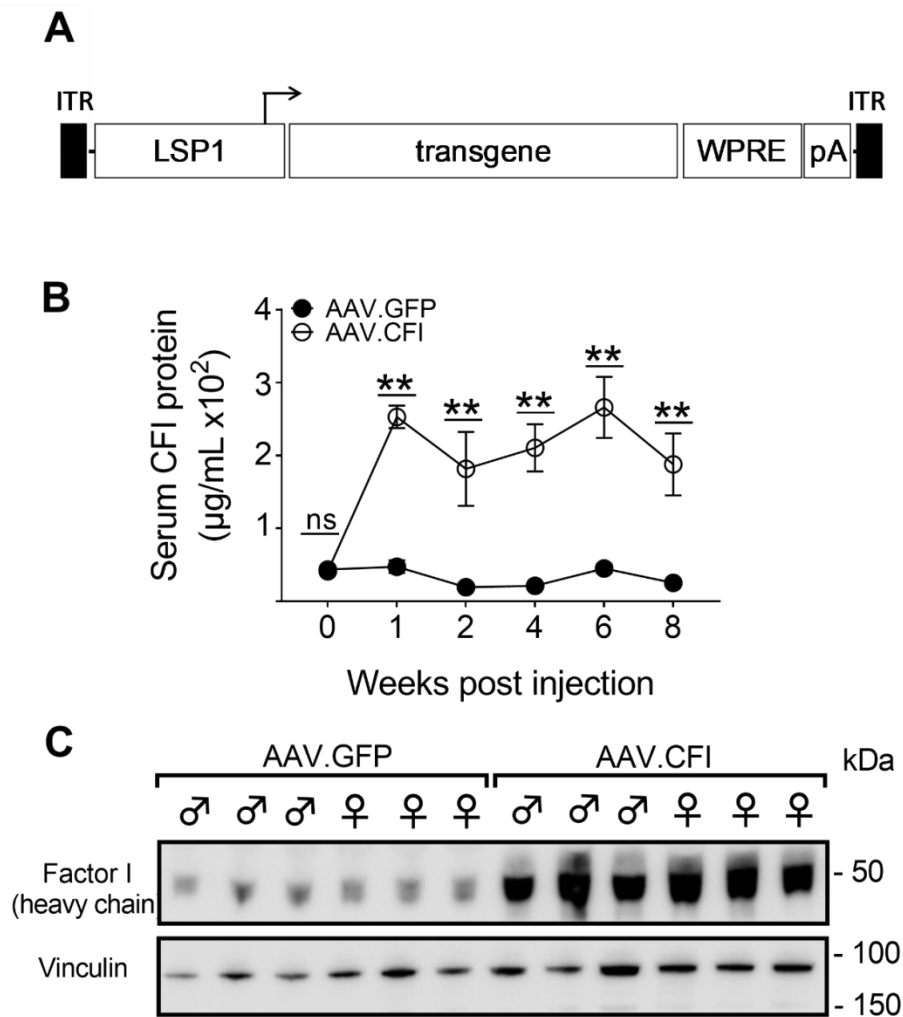 A
ITR ITR
LSP1 transgene WPRE pA
B
Serum CFI protein
(µg/mL x10²)
4
3
2
1
AAV.GFP
AAV.CFI
ns
** ** ** ** **
0 1 2 4 6 8
Weeks post injection
C
AAV.GFP AAV.CFI kDa
♂ ♂ ♂ ♀ ♀ ♀ ♂ ♂ ♂ ♀ ♀ ♀
Factor I
(heavy chain
- 50
Vinculin
- 100
- 150